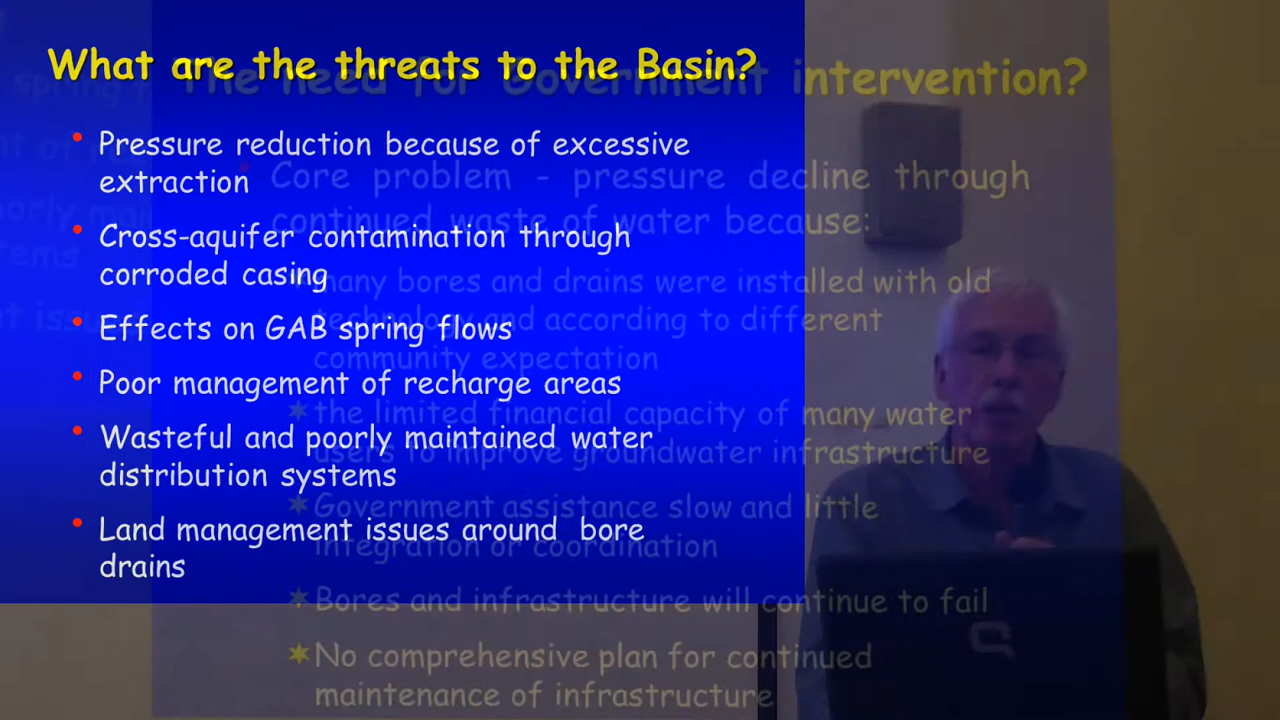 What are the threats to the Basin?
Pressure reduction because of excessive
extraction
Cross-aquifer contamination through
corroded casing
Effects on GAB spring flows
Poor management of recharge areas
Wasteful and poorly maintained water
distribution systems
Land management issues around bore
drains
The need for Government intervention?
Core problem - pressure decline through
continued waste of water because:
many bores and drains were installed with old
technology and according to different
community expectation
the limited financial capacity of many water
users to improve groundwater infrastructure
Government assistance slow and little
integration or coordination
Bores and infrastructure will continue to fail
No comprehensive plan for continued
maintenance of infrastructure